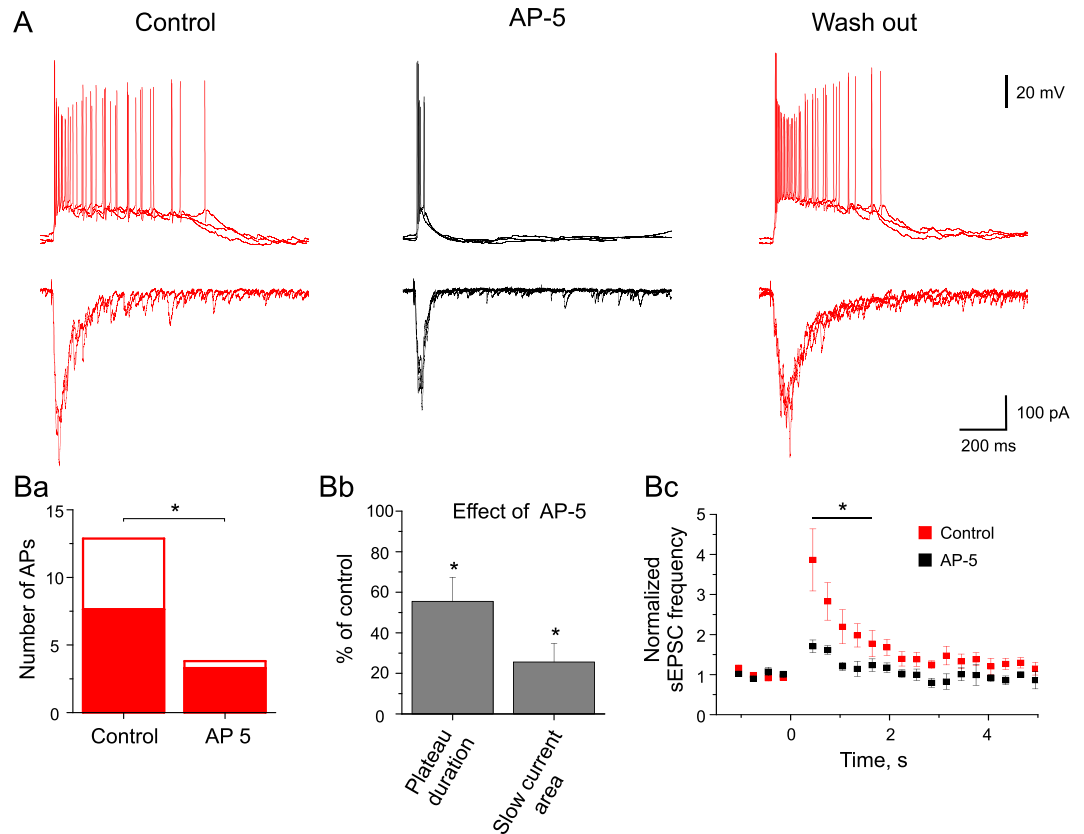 A
Control
AP-5
Wash out
20 mV
100 pA
200 ms
Ba
Number of APs
15
10
5
0
*
Control
AP 5
Bb
Effect of AP-5
% of control
100
80
60
40
20
0
*
*
Plateau
duration
Slow current
area
Bc
Normalized
sEPSC frequency
5
4
3
2
1
0
*
Control
AP-5
0
2
4
Time, s